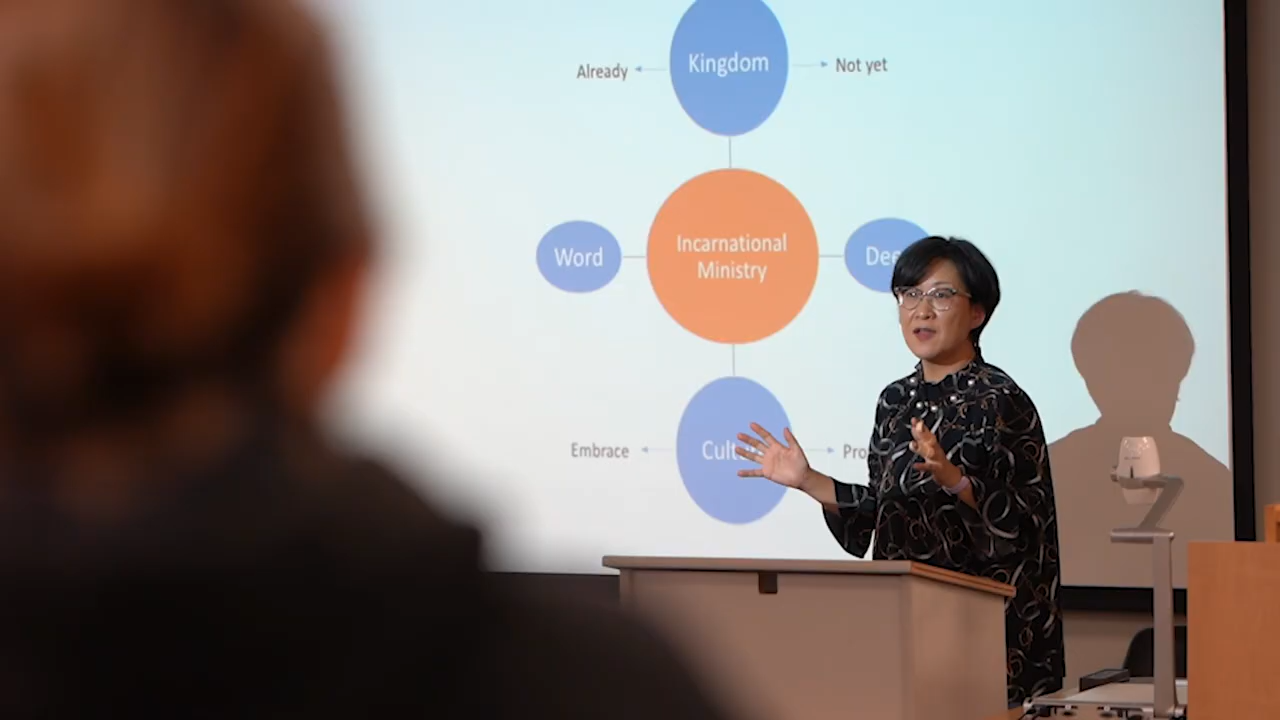 Kingdom
Already
Not yet
Incarnational
Ministry
Word
Embrace